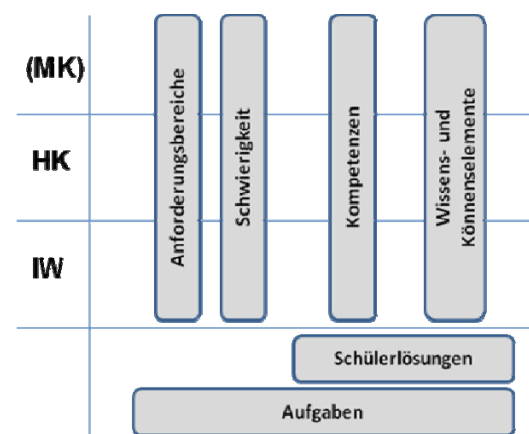 (MK)
HK
IW
Anforderungsbereiche
Schwierigkeit
Kompetenzen
Wissens- und
Könnenselemente
Schülerlösungen
Aufgaben